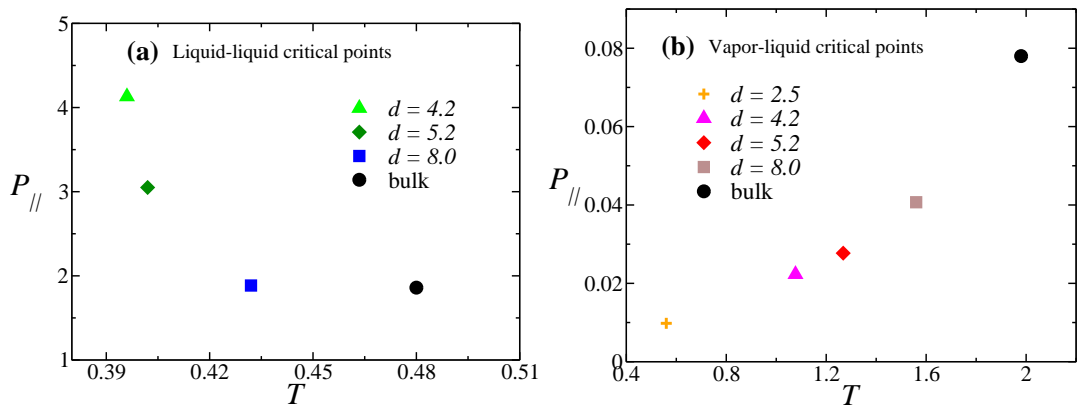 (a) Liquid-liquid critical points
d = 4.2
d = 5.2
d = 8.0
bulk
P//
5
4
3
2
1
0.39 0.42 0.45 0.48 0.51
T
(b) Vapor-liquid critical points
d = 2.5
d = 4.2
d = 5.2
d = 8.0
bulk
P//
0.08
0.06
0.04
0.02
0
0.4 0.8 1.2 1.6 2
T